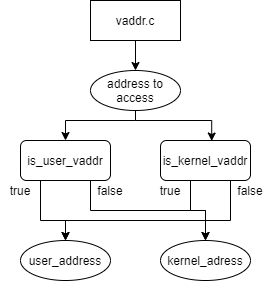 vaddr.c
address to
access
is_user_vaddr
is_kernel_vaddr
true
false
true
false
user_address
kernel_adress